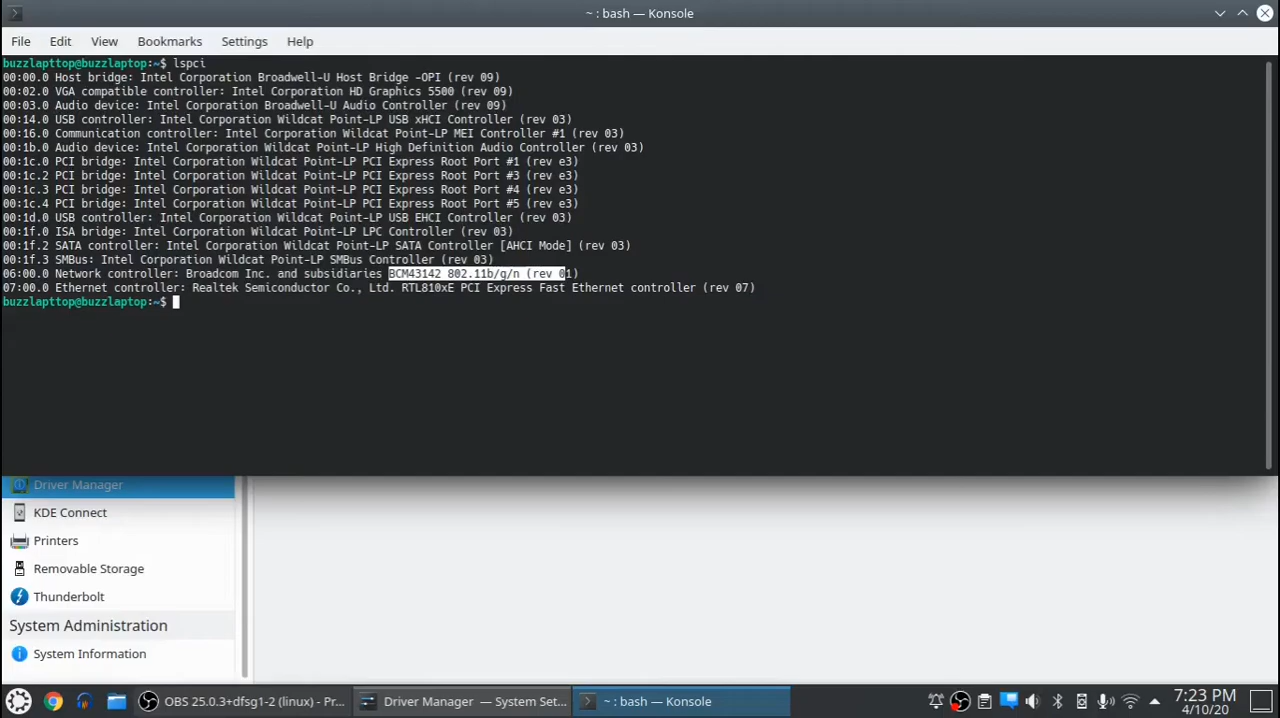 ~ : bash — Konsole
File Edit View Bookmarks Settings Help
buzzlapttop@buzzlaptop:~$ lspci
00:00.0 Host bridge: Intel Corporation Broadwell-U Host Bridge -OPI (rev 09)
00:02.0 VGA compatible controller: Intel Corporation HD Graphics 5500 (rev 09)
00:03.0 Audio device: Intel Corporation Broadwell-U Audio Controller (rev 09)
00:14.0 USB controller: Intel Corporation Wildcat Point-LP USB xHCI Controller (rev 03)
00:16.0 Communication controller: Intel Corporation Wildcat Point-LP MEI Controller #1 (rev 03)
00:1b.0 Audio device: Intel Corporation Wildcat Point-LP High Definition Audio Controller (rev 03)
00:1c.0 PCI bridge: Intel Corporation Wildcat Point-LP PCI Express Root Port #1 (rev e3)
00:1c.2 PCI bridge: Intel Corporation Wildcat Point-LP PCI Express Root Port #3 (rev e3)
00:1c.3 PCI bridge: Intel Corporation Wildcat Point-LP PCI Express Root Port #4 (rev e3)
00:1c.4 PCI bridge: Intel Corporation Wildcat Point-LP PCI Express Root Port #5 (rev e3)
00:1d.0 USB controller: Intel Corporation Wildcat Point-LP USB EHCI Controller (rev 03)
00:1f.0 ISA bridge: Intel Corporation Wildcat Point-LP LPC Controller (rev 03)
00:1f.2 SATA controller: Intel Corporation Wildcat Point-LP SATA Controller [AHCI Mode] (rev 03)
00:1f.3 SMBus: Intel Corporation Wildcat Point-LP SMBus Controller (rev 03)
06:00.0 Network controller: Broadcom Inc. and subsidiaries BCM43142 802.11b/g/n (rev 01)
07:00.0 Ethernet controller: Realtek Semiconductor Co., Ltd. RTL810xE PCI Express Fast Ethernet controller (rev 07)
buzzlapttop@buzzlaptop:~$
Driver Manager
KDE Connect
Printers
Removable Storage
Thunderbolt
System Administration
System Information
OBS 25.0.3+dfsg1-2 (linux) - Pr...
Driver Manager — System Set...
~ : bash — Konsole
7:23 PM
4/10/20